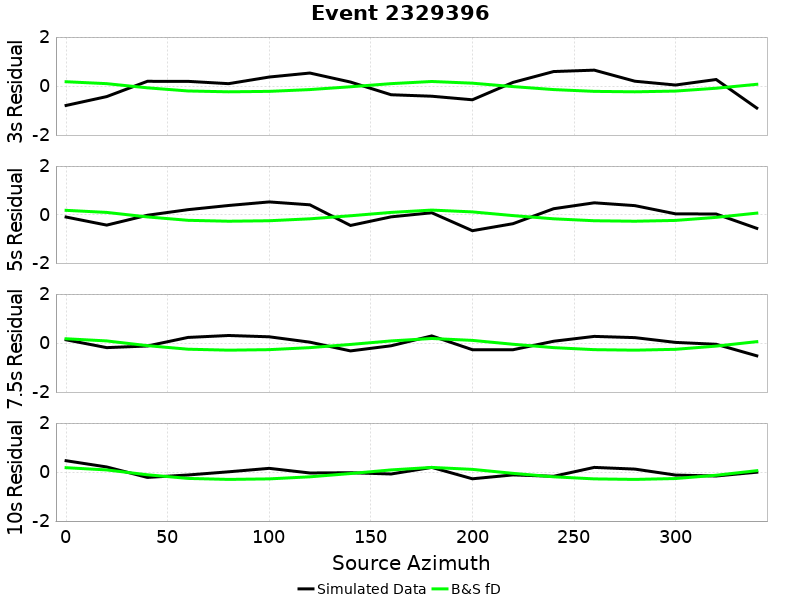 Event 2329396
3s Residual
2
0
-2
5s Residual
2
0
-2
7.5s Residual
2
0
-2
10s Residual
2
0
-2
0 50 100 150 200 250 300
Source Azimuth
Simulated Data B&S fD